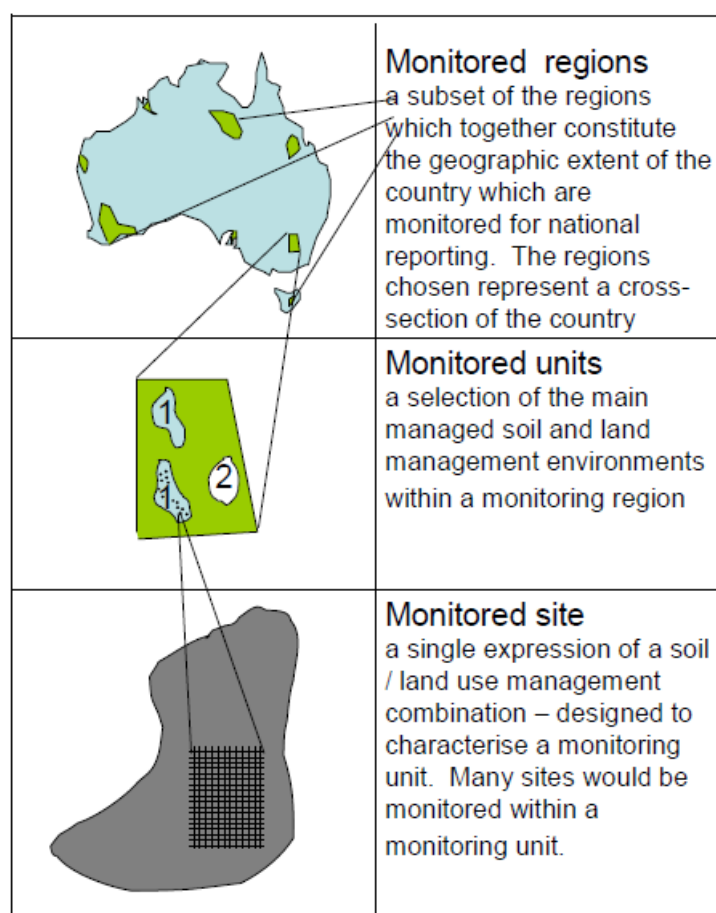 Monitored regions
a subset of the regions
which together constitute
the geographic extent of the
country which are
monitored for national
reporting. The regions
chosen represent a cross-
section of the country
Monitored units
a selection of the main
managed soil and land
management environments
within a monitoring region
1
1
2
Monitored site
a single expression of a soil
/ land use management
combination – designed to
characterise a monitoring
unit. Many sites would be
monitored within a
monitoring unit.